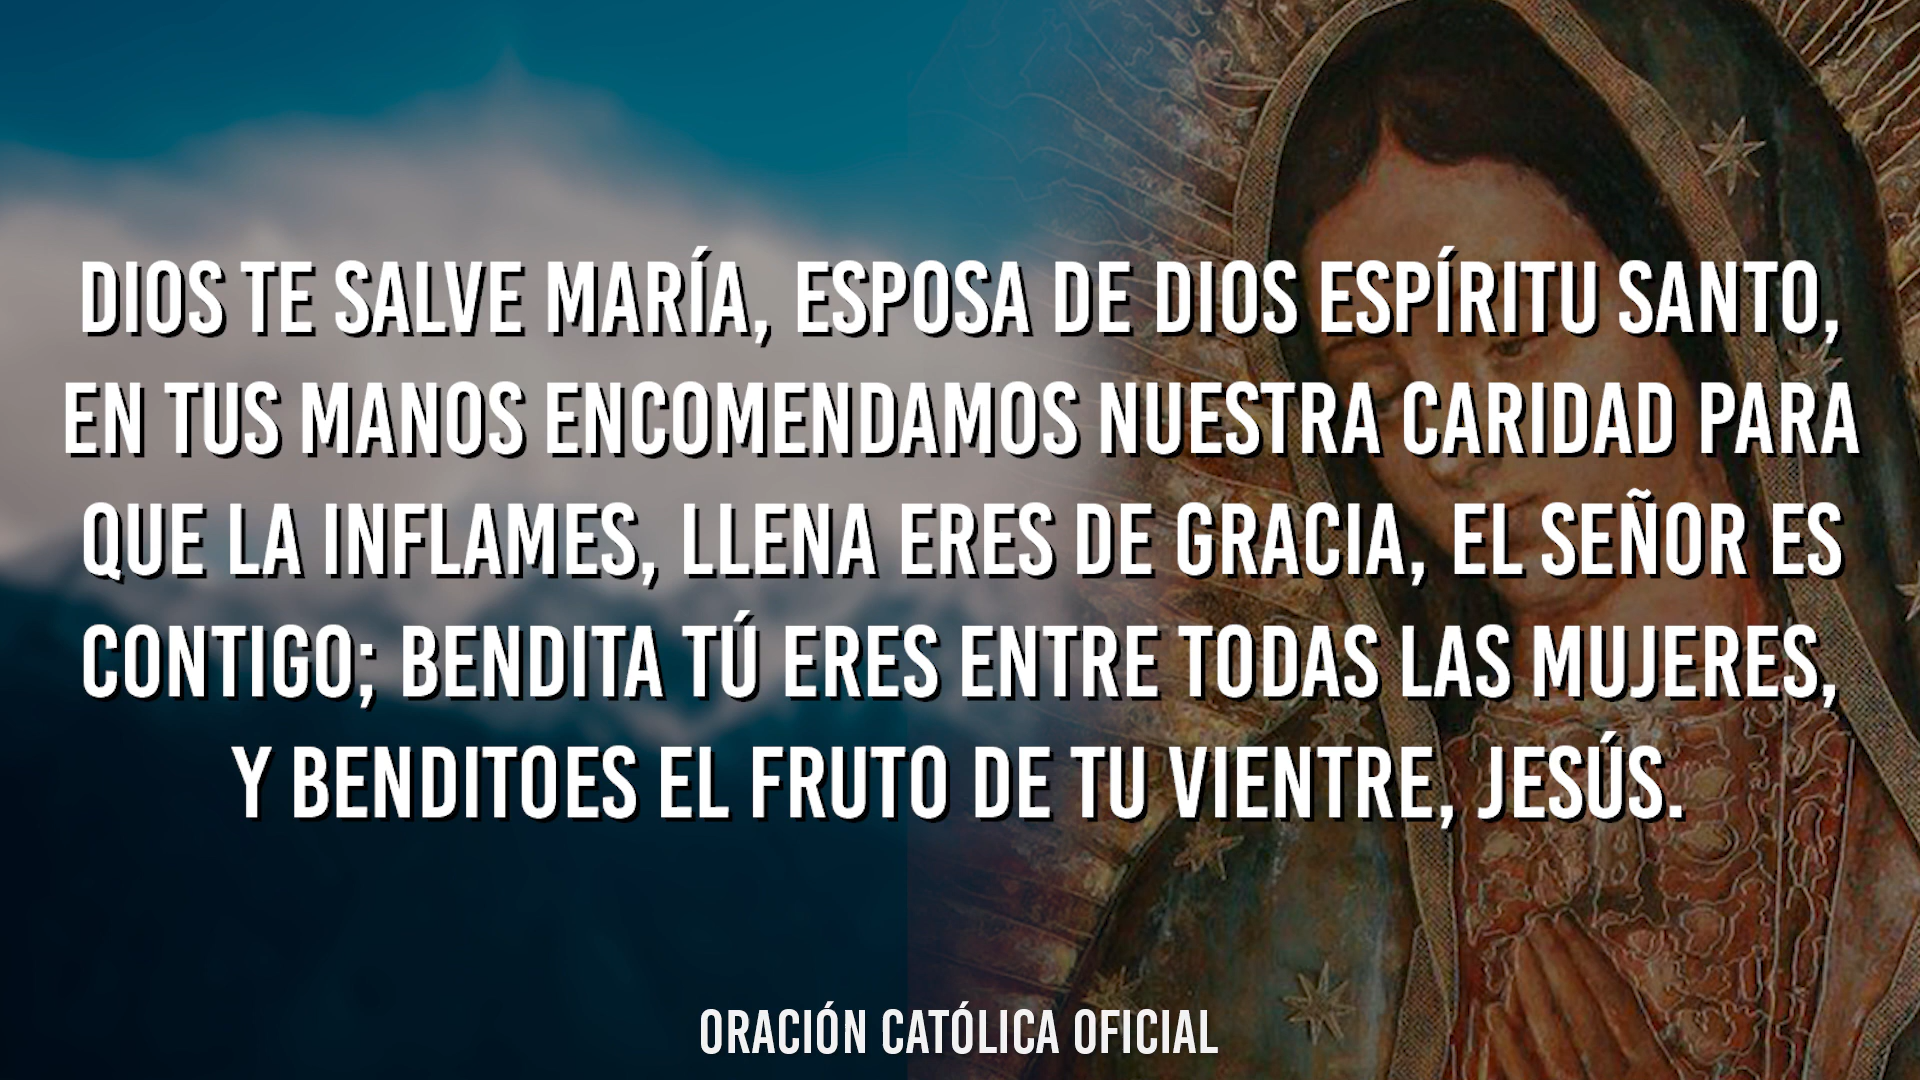 DIOS TE SALVE MARÍA, ESPOSA DE DIOS ESPÍRITU SANTO,
EN TUS MANOS ENCOMENDAMOS NUESTRA CARIDAD PARA
QUE LA INFLAMES, LLENA ERES DE GRACIA, EL SEÑOR ES
CONTIGO; BENDITA TÚ ERES ENTRE TODAS LAS MUJERES,
Y BENDITOES EL FRUTO DE TU VIENTRE, JESÚS.
ORACIÓN CATÓLICA OFICIAL